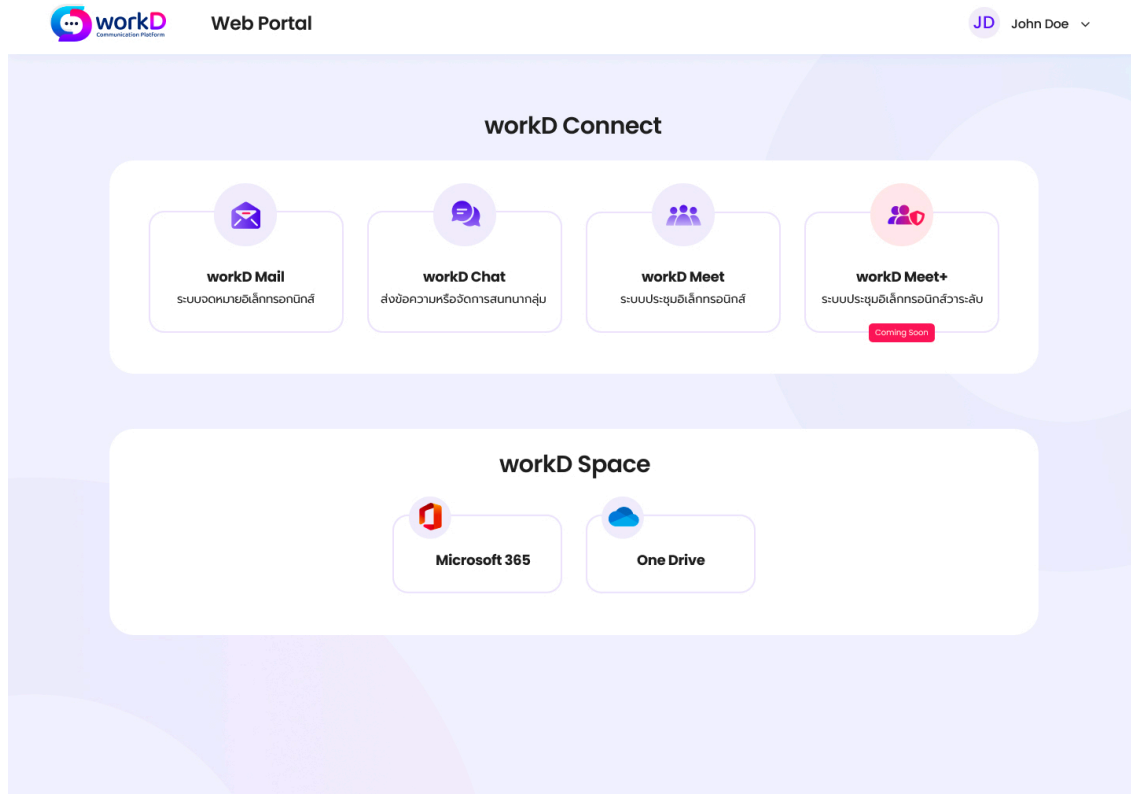 workD
Communication Platform
Web Portal
JD
John Doe
workD Connect
workD Mail
ระบบจดหมายอิเล็กทรอกนิกส์
workD Chat
ส่งข้อความหรือจัดการสนทนากลุ่ม
workD Meet
ระบบประชุมอิเล็กทรอนิกส์
workD Meet+
ระบบประชุมอิเล็กทรอนิกส์วาระลับ
Coming Soon
workD Space
Microsoft 365
One Drive